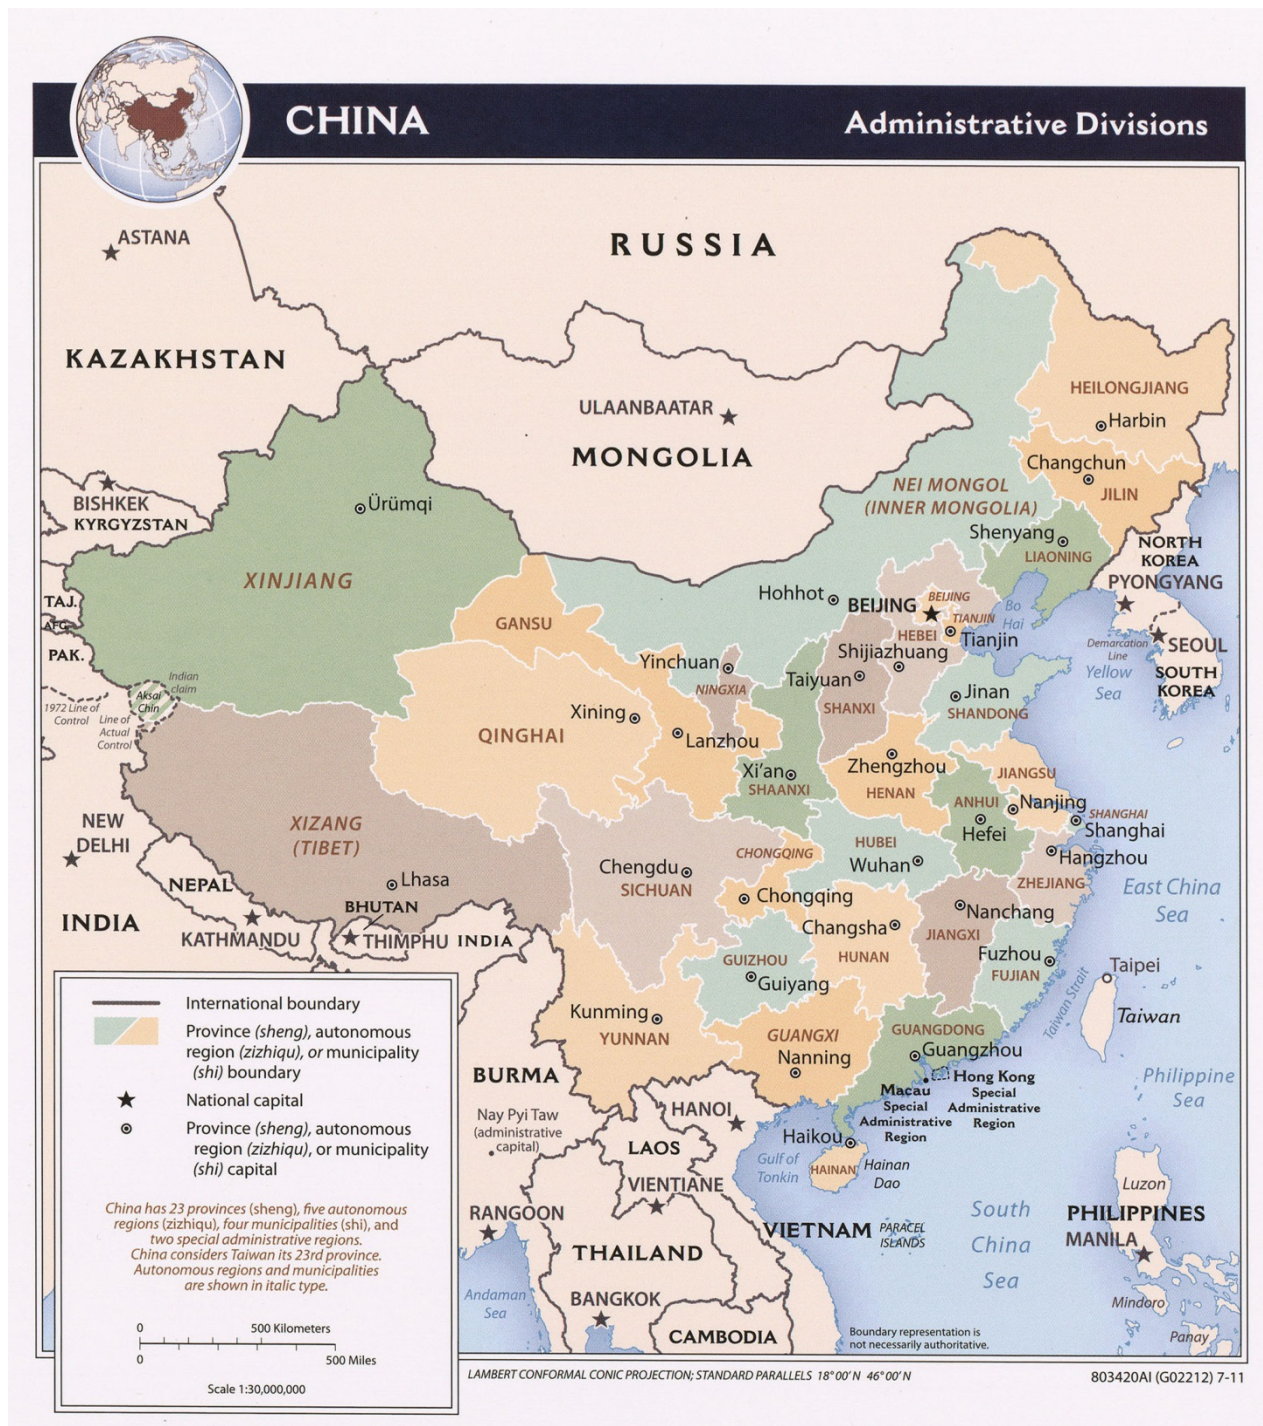 CHINA
Administrative Divisions
RUSSIA
ASTANA
KAZAKHSTAN
ULAANBAATAR
MONGOLIA
HEILONGJIANG
Harbin
Changchun
JILIN
NEI MONGOL
(INNER MONGOLIA)
Shenyang
LIAONING
BISHKEK
KYRGYZSTAN
Ürümqi
XINJIANG
NORTH
KOREA
PYONGYANG
TAJ.
AFG.
PAK.
Hohhot
BEIJING
BEIJING
TIANJIN
Tianjin
Bo
Hai
HEBEI
Shijiazhuang
Demarcation
Line
SEOUL
SOUTH
KOREA
Yellow
Sea
GANSU
Yinchuan
NINGXIA
Taiyuan
SHANXI
Jinan
SHANDONG
Indian
claim
Aksai
Chin
1972 Line of
Control
Line of
Actual
Control
Xining
QINGHAI
Lanzhou
Xi'an
SHAANXI
Zhengzhou
HENAN
JIANGSU
ANHUI
Nanjing
Hefei
SHANGHAI
Shanghai
NEW
DELHI
XIZANG
(TIBET)
Lhasa
NEPAL
KATHMANDU
BHUTAN
THIMPHU
INDIA
INDIA
Chengdu
SICHUAN
CHONGQING
Chongqing
HUBEI
Wuhan
Hangzhou
ZHEJIANG
East China
Sea
Changsha
HUNAN
Nanchang
JIANGXI
Fuzhou
FUJIAN
GUIZHOU
Guiyang
Kunming
YUNNAN
GUANGXI
Nanning
GUANGDONG
Guangzhou
Taiwan Strait
Taipei
Taiwan
Macau
Special
Administrative
Region
Hong Kong
Special
Administrative
Region
Philippine
Sea
BURMA
Nay Pyi Taw
(administrative
capital)
HANOI
LAOS
VIENTIANE
Haikou
HAINAN
Hainan
Dao
Gulf of
Tonkin
RANGOON
THAILAND
VIETNAM
PARACEL
ISLANDS
South
China
Sea
Luzon
PHILIPPINES
MANILA
Mindoro
Panay
Andaman
Sea
BANGKOK
CAMBODIA
Boundary representation is
not necessarily authoritative.
International boundary
Province (sheng), autonomous
region (zizhiqu), or municipality
(shi) boundary
National capital
Province (sheng), autonomous
region (zizhiqu), or municipality
(shi) capital
China has 23 provinces (sheng), five autonomous
regions (zizhiqu), four municipalities (shi), and
two special administrative regions.
China considers Taiwan its 23rd province.
Autonomous regions and municipalities
are shown in italic type.
0 500 Kilometers
0 500 Miles
Scale 1:30,000,000
LAMBERT CONFORMAL CONIC PROJECTION; STANDARD PARALLELS 18°00'N 46°00'N
803420AI (G02212) 7-11